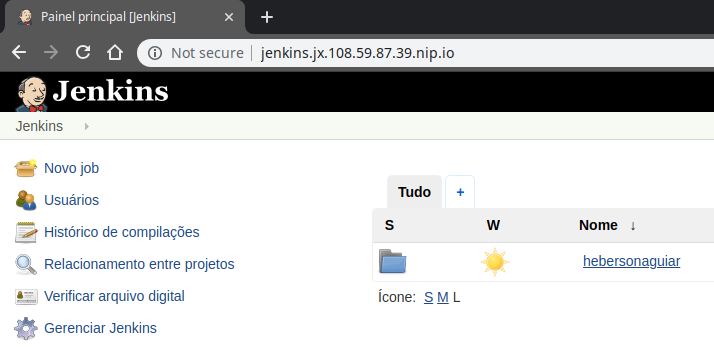 Painel principal [Jenkins]
Not secure | jenkins.jx.108.59.87.39.nip.io
Jenkins
Jenkins
Novo job
Usuários
Histórico de compilações
Relacionamento entre projetos
Verificar arquivo digital
Gerenciar Jenkins
Tudo +
S W Nome ↓
hebersonaguiar
Ícone: S M L